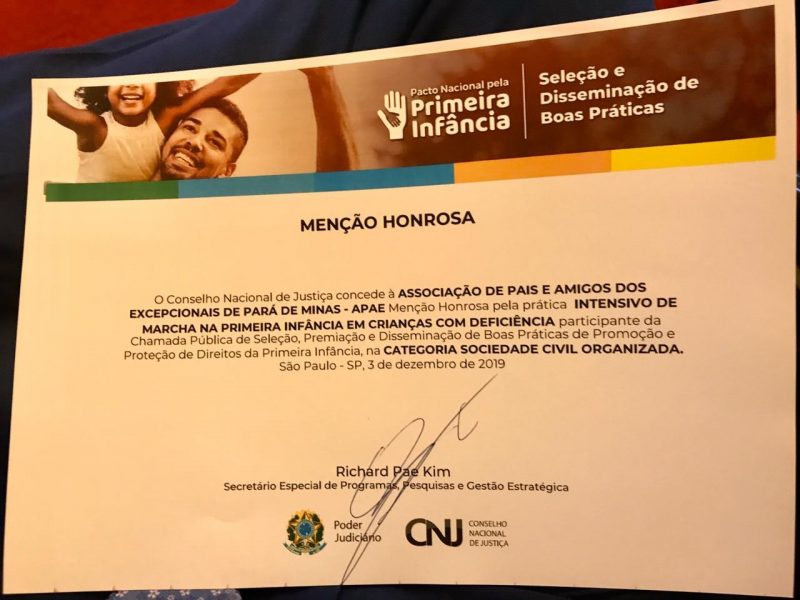 Pacto Nacional pela
Primeira
Infância
Seleção e
Disseminação de
Boas Práticas
MENÇÃO HONROSA
O Conselho Nacional de Justiça concede à ASSOCIAÇÃO DE PAIS E AMIGOS DOS
EXCEPCIONAIS DE PARÁ DE MINAS - APAE Menção Honrosa pela prática INTENSIVO DE
MARCHA NA PRIMEIRA INFÂNCIA EM CRIANÇAS COM DEFICIÊNCIA participante da
Chamada Pública de Seleção, Premiação e Disseminação de Boas Práticas de Promoção e
Proteção de Direitos da Primeira Infância, na CATEGORIA SOCIEDADE CIVIL ORGANIZADA.
São Paulo - SP, 3 de dezembro de 2019
Richard Pae Kim
Secretário Especial de Programas, Pesquisas e Gestão Estratégica
Poder
Judiciário
CNJ
CONSELHO
NACIONAL
DE JUSTIÇA